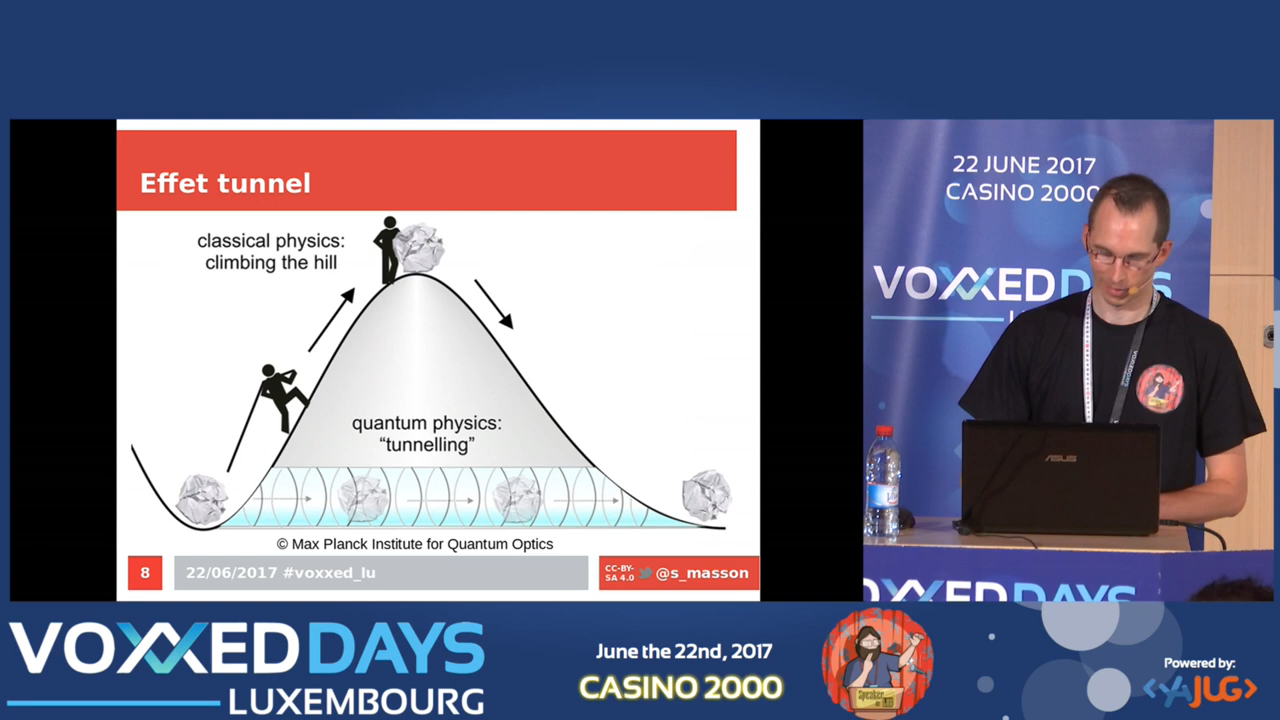 Effet tunnel
classical physics:
climbing the hill
quantum physics:
“tunnelling”
© Max Planck Institute for Quantum Optics
8
22/06/2017 #voxxed_lu
CC-BY-
SA 4.0
@s_masson
22 JUNE 2017
CASINO 2000
VOXXED
ASUS
VOXXED DAYS
VOXXED DAYS
LUXEMBOURG
June the 22nd, 2017
CASINO 2000
Speaker
Powered by:
YAJUG